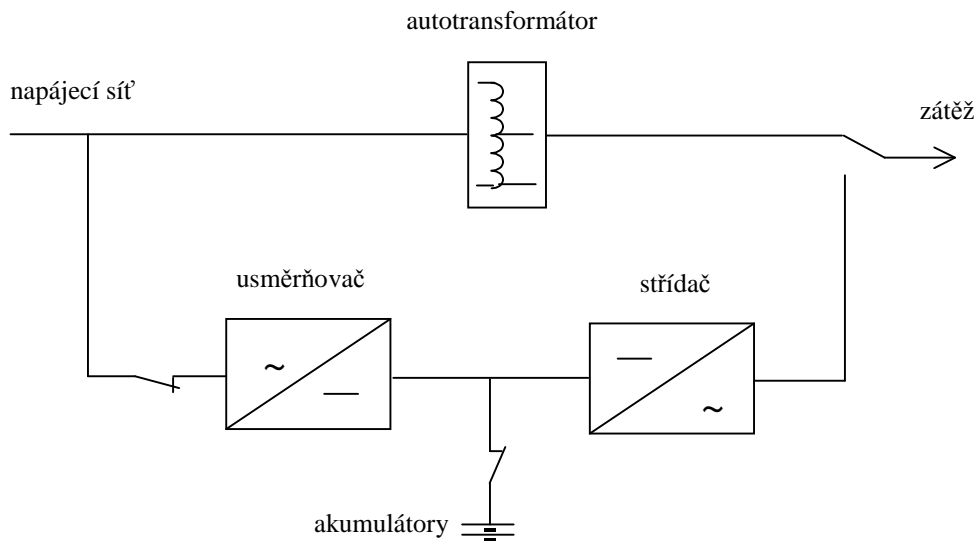 autotransformátor
napájecí síť
zátěž
usměrňovač
střídač
~
~
akumulátory